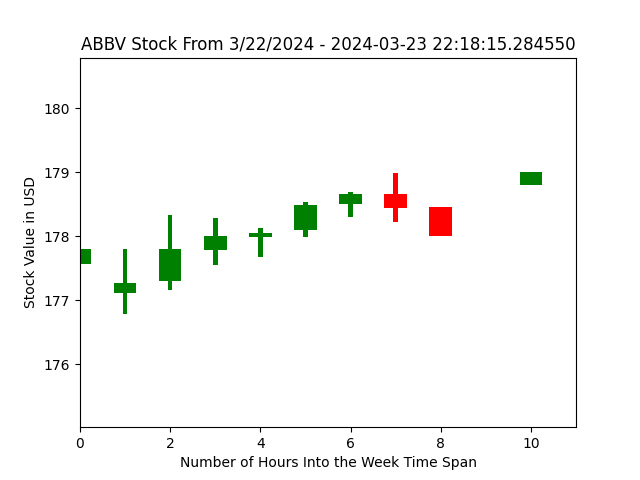 ABBV Stock From 3/22/2024 - 2024-03-23 22:18:15.284550
180
179
178
177
176
Stock Value in USD
0 2 4 6 8 10
Number of Hours Into the Week Time Span